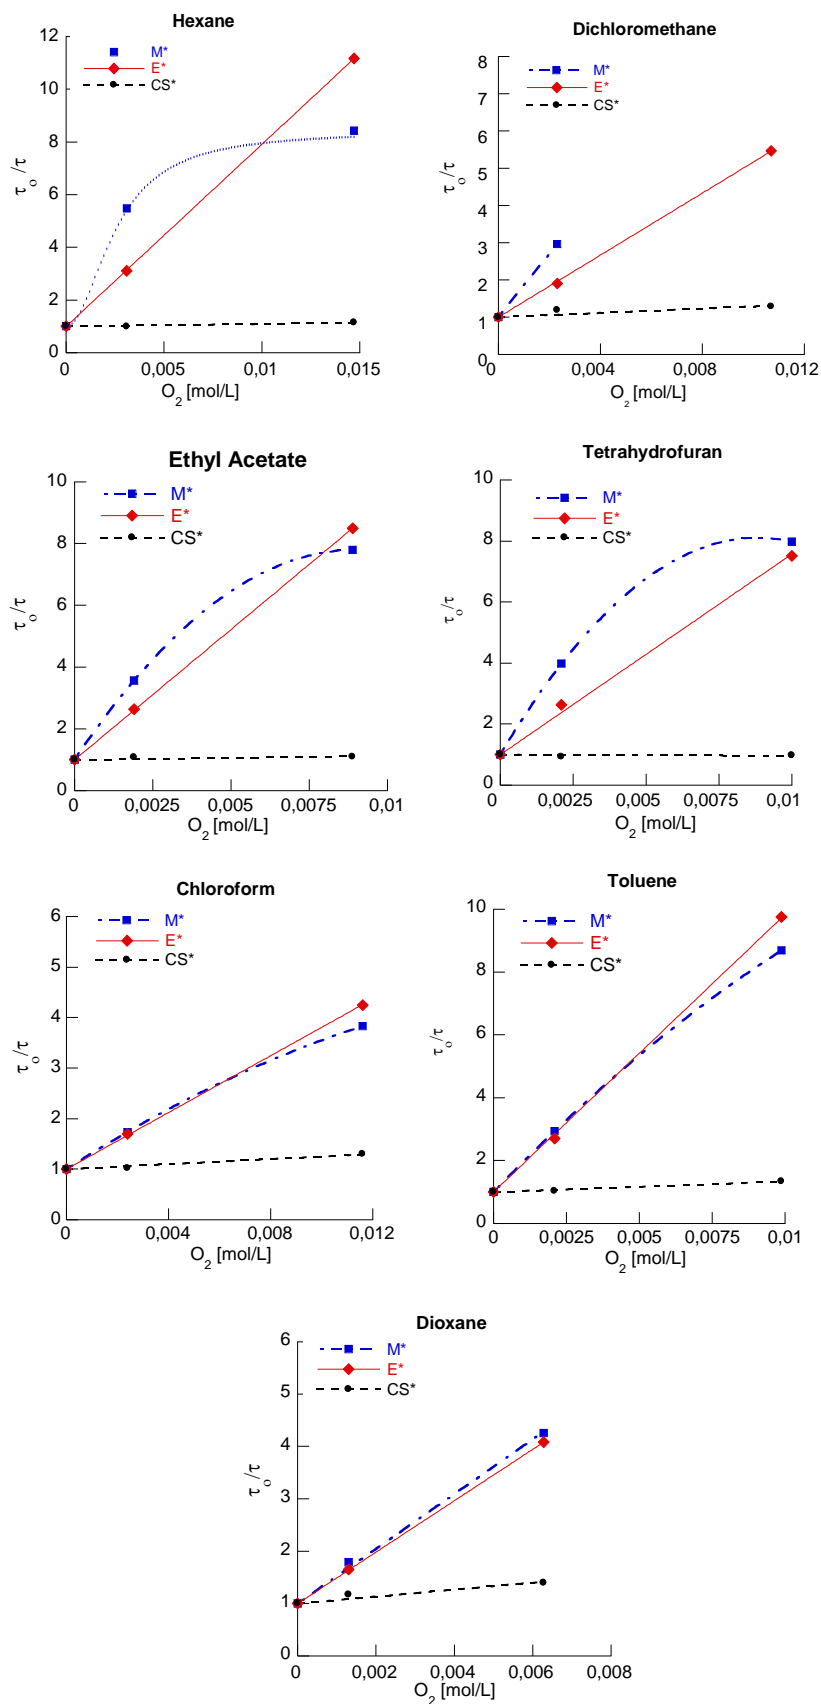 Hexane
12
10
8
6
4
2
0
τ₀/τ
M*
E*
CS*
0 0,005 0,01 0,015
O₂ [mol/L]
Dichloromethane
8
7
6
5
4
3
2
1
0
τ₀/τ
M*
E*
CS*
0 0,004 0,008 0,012
O₂ [mol/L]
Ethyl Acetate
10
8
6
4
2
0
τ₀/τ
M*
E*
CS*
0 0,0025 0,005 0,0075 0,01
O₂ [mol/L]
Tetrahydrofuran
10
8
6
4
2
0
τ₀/τ
M*
E*
CS*
0 0,0025 0,005 0,0075 0,01
O₂ [mol/L]
Chloroform
6
5
4
3
2
1
0
τ₀/τ
M*
E*
CS*
0 0,004 0,008 0,012
O₂ [mol/L]
Toluene
10
8
6
4
2
0
τ₀/τ
M*
E*
CS*
0 0,0025 0,005 0,0075 0,01
O₂ [mol/L]
Dioxane
6
5
4
3
2
1
0
τ₀/τ
M*
E*
CS*
0 0,002 0,004 0,006 0,008
O₂ [mol/L]